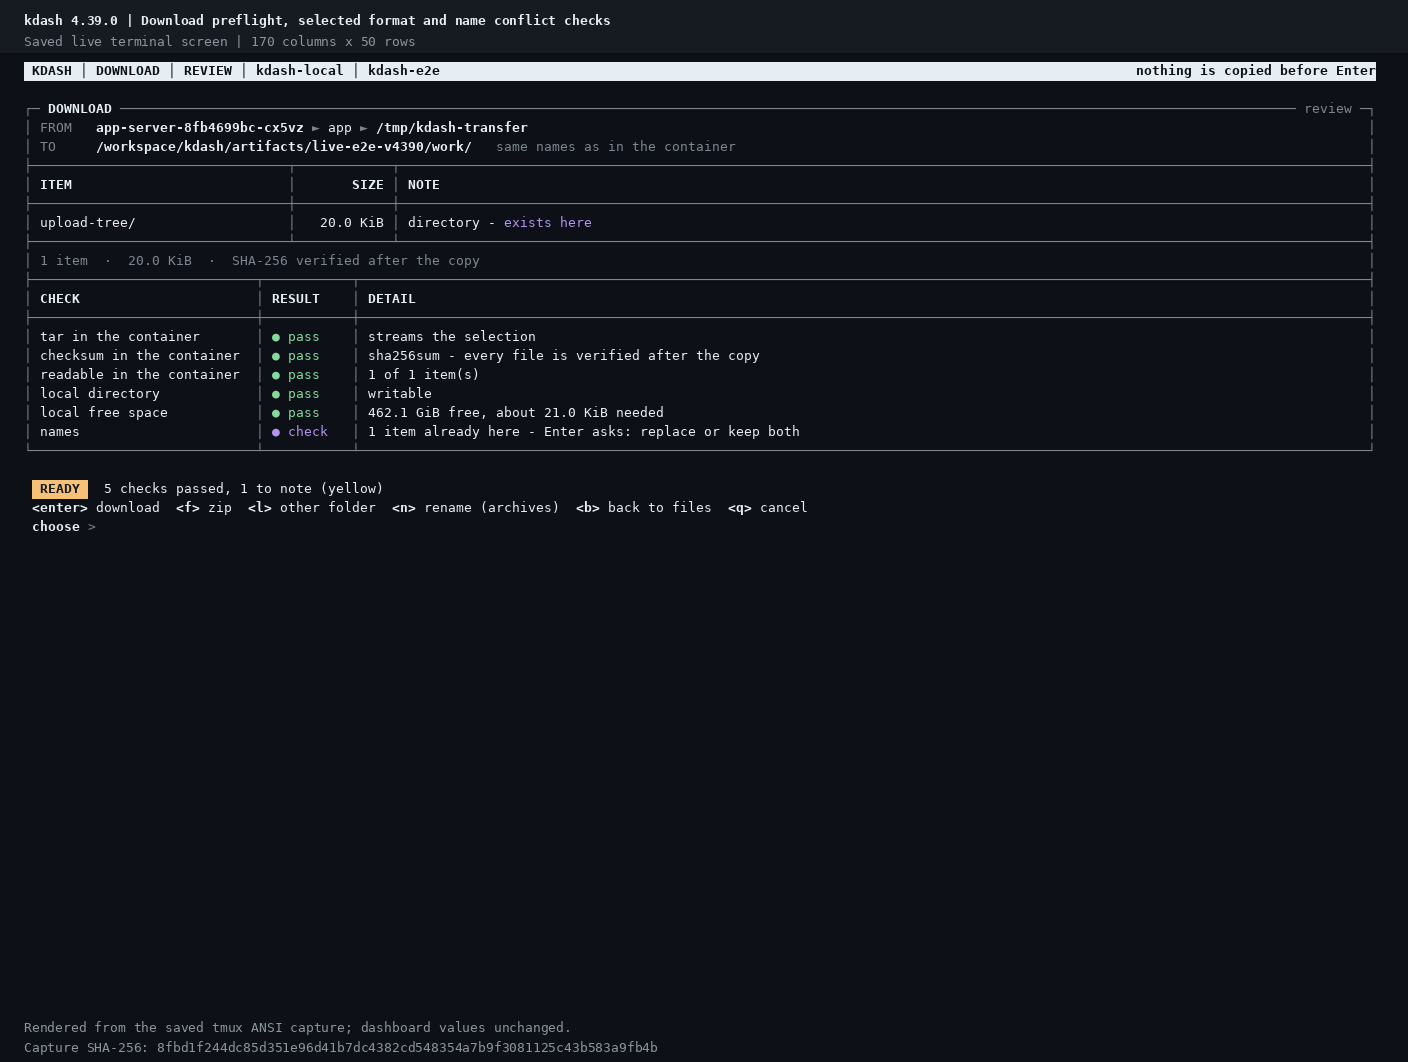 kdash 4.39.0 | Download preflight, selected format and name conflict checks
Saved live terminal screen | 170 columns x 50 rows
KDASH │ DOWNLOAD │ REVIEW │ kdash-local │ kdash-e2e nothing is copied before Enter
DOWNLOAD review
FROM app-server-8fb4699bc-cx5vz ► app ► /tmp/kdash-transfer
TO /workspace/kdash/artifacts/live-e2e-v4390/work/ same names as in the container
ITEM │ SIZE │ NOTE
upload-tree/ │ 20.0 KiB │ directory - exists here
1 item · 20.0 KiB · SHA-256 verified after the copy
CHECK │ RESULT │ DETAIL
tar in the container │ ● pass │ streams the selection
checksum in the container │ ● pass │ sha256sum - every file is verified after the copy
readable in the container │ ● pass │ 1 of 1 item(s)
local directory │ ● pass │ writable
local free space │ ● pass │ 462.1 GiB free, about 21.0 KiB needed
names │ ● check │ 1 item already here - Enter asks: replace or keep both
READY 5 checks passed, 1 to note (yellow)
<enter> download <f> zip <l> other folder <n> rename (archives) <b> back to files <q> cancel
choose >
Rendered from the saved tmux ANSI capture; dashboard values unchanged.
Capture SHA-256: 8fbd1f244dc85d351e96d41b7dc4382cd548354a7b9f3081125c43b583a9fb4b